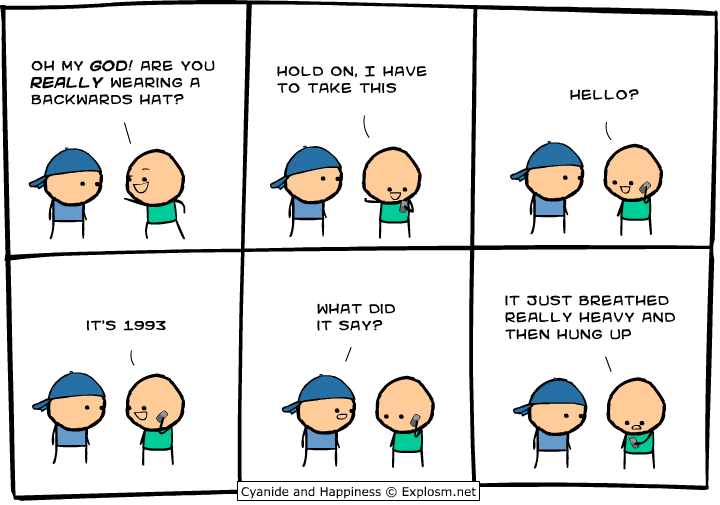 OH MY GOD! ARE YOU
REALLY WEARING A
BACKWARDS HAT?
HOLD ON, I HAVE
TO TAKE THIS
HELLO?
IT'S 1993
WHAT DID
IT SAY?
IT JUST BREATHED
REALLY HEAVY AND
THEN HUNG UP
Cyanide and Happiness © Explosm.net